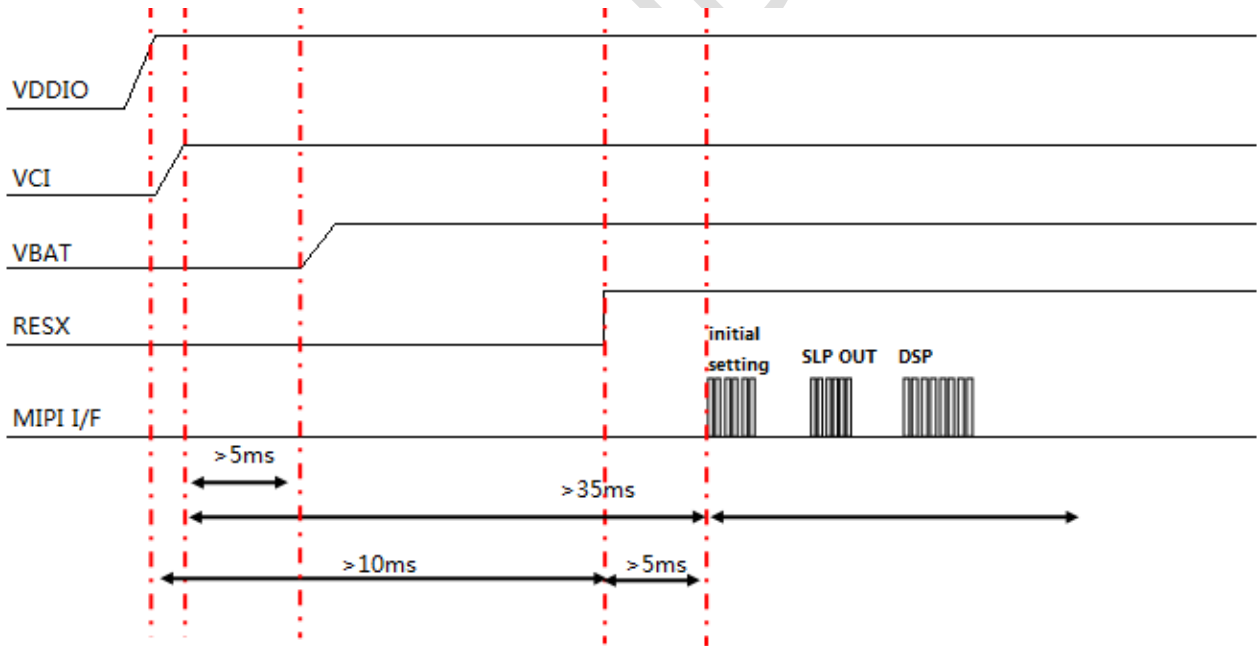 VDDIO
VCI
VBAT
RESX
initial
setting
SLP OUT
DSP
MIPI I/F
>5ms
>35ms
>10ms
>5ms